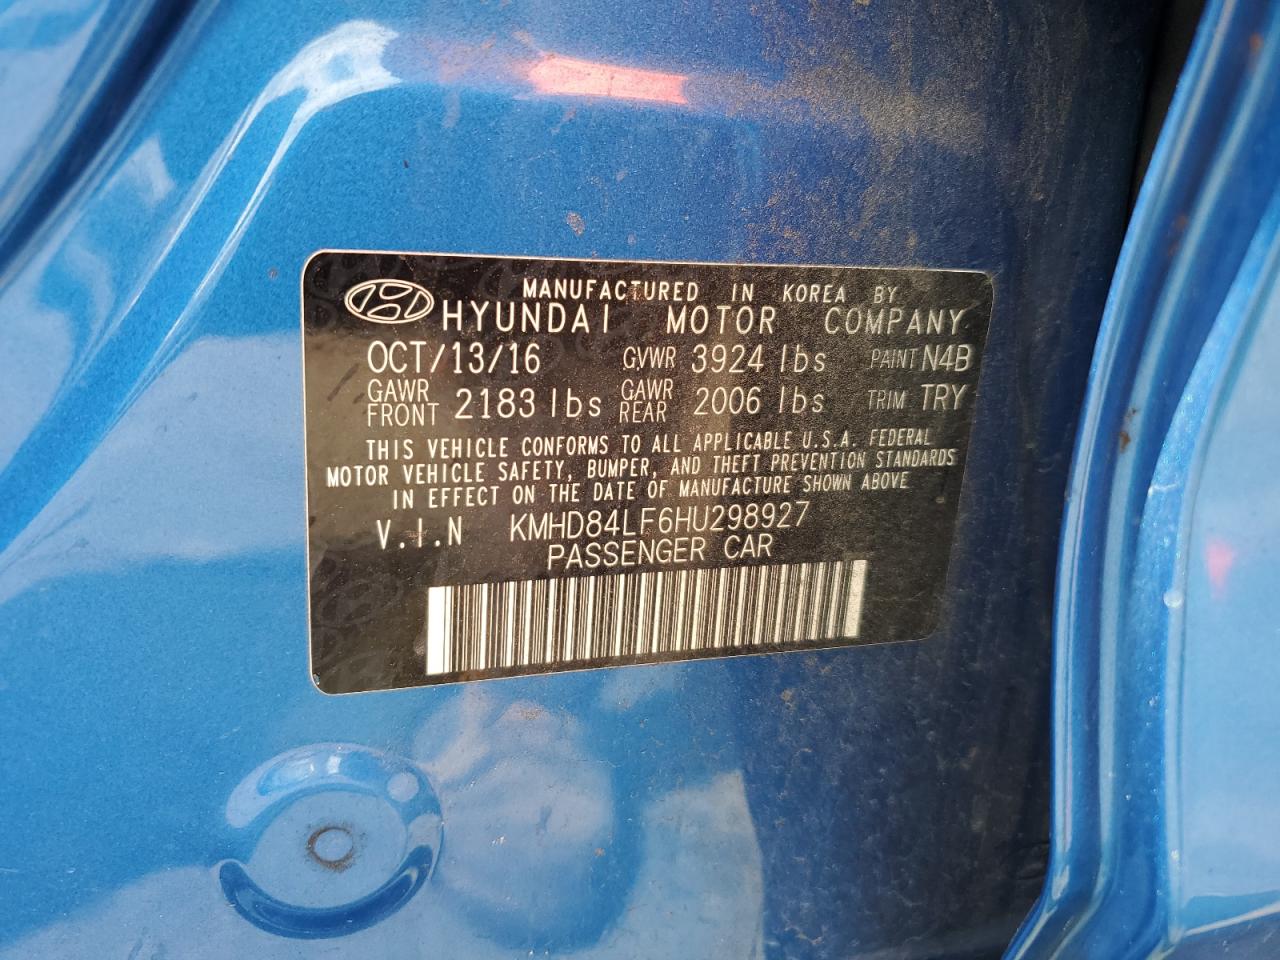 MANUFACTURED IN KOREA BY
HYUNDAI MOTOR COMPANY
OCT/13/16 GVWR 3924 lbs PAINT N4B
GAWR FRONT 2183 lbs GAWR REAR 2006 lbs TRIM TRY
THIS VEHICLE CONFORMS TO ALL APPLICABLE U.S.A. FEDERAL
MOTOR VEHICLE SAFETY, BUMPER, AND THEFT PREVENTION STANDARDS
IN EFFECT ON THE DATE OF MANUFACTURE SHOWN ABOVE
V.I.N KMHD84LF6HU298927
PASSENGER CAR